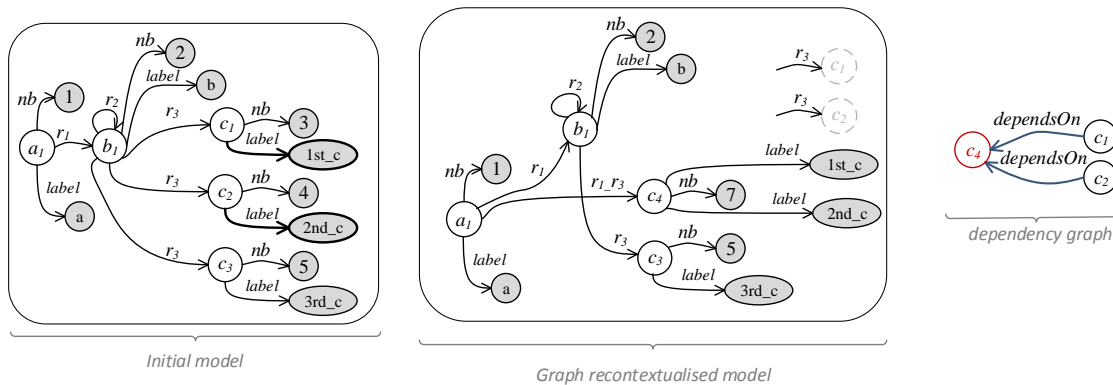 nb
2
label
b
nb
1
r2
r3
nb
3
a1
r1
b1
c1
label
1st_c
r3
nb
4
c2
label
2nd_c
label
a
r3
nb
5
c3
label
3rd_c
Initial model
nb
2
label
b
r2
b1
r3
c1
r3
c2
nb
1
r1
label
1st_c
r1_r3
nb
7
a1
c4
label
2nd_c
label
a
r3
nb
5
c3
label
3rd_c
Graph recontextualised model
dependsOn
c1
c4
dependsOn
c2
dependency graph